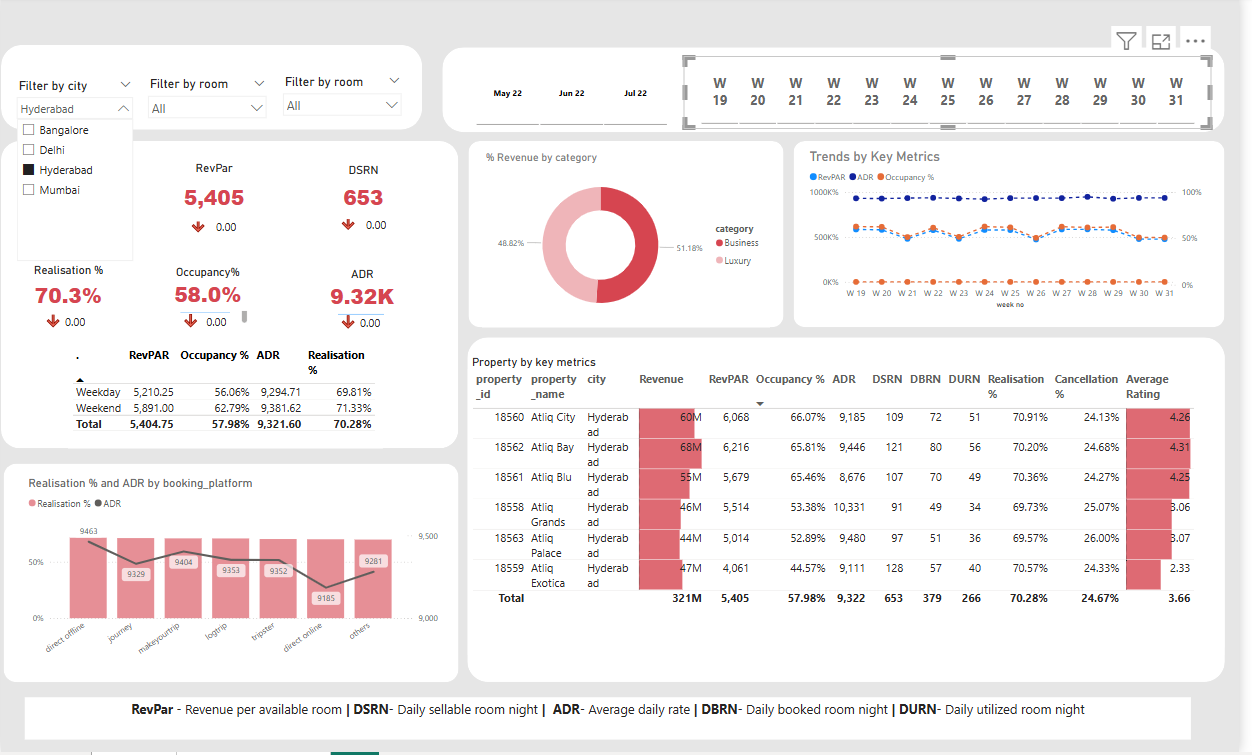 Filter by city
Filter by room
Filter by room
Hyderabad
All
All
Bangalore
Delhi
Hyderabad
Mumbai
May 22
Jun 22
Jul 22
W 19
W 20
W 21
W 22
W 23
W 24
W 25
W 26
W 27
W 28
W 29
W 30
W 31
RevPar
5,405
0.00
DSRN
653
0.00
Realisation %
70.3%
0.00
Occupancy%
58.0%
0.00
ADR
9.32K
0.00
. RevPAR Occupancy % ADR Realisation %
Weekday 5,210.25 56.06% 9,294.71 69.81%
Weekend 5,891.00 62.79% 9,381.62 71.33%
Total 5,404.75 57.98% 9,321.60 70.28%
% Revenue by category
48.82%
51.18%
category
Business
Luxury
Trends by Key Metrics
RevPAR ADR Occupancy %
1000K%
500K%
0K%
100%
50%
0%
W 19 W 20 W 21 W 22 W 23 W 24 W 25 W 26 W 27 W 28 W 29 W 30 W 31
week no
Realisation % and ADR by booking_platform
Realisation % ADR
50%
0%
9463
9329
9404
9353
9352
9185
9281
9,500
9,000
direct offline
journey
makeyourtrip
logtrip
tripster
direct online
others
Property by key metrics
property_id property_name city Revenue RevPAR Occupancy % ADR DSRN DBRN DURN Realisation % Cancellation % Average Rating
18560 Atliq City Hyderabad 60M 6,068 66.07% 9,185 109 72 51 70.91% 24.13% 4.26
18562 Atliq Bay Hyderabad 68M 6,216 65.81% 9,446 121 80 56 70.20% 24.68% 4.31
18561 Atliq Blu Hyderabad 55M 5,679 65.46% 8,676 107 70 49 70.36% 24.27% 4.25
18558 Atliq Grands Hyderabad 46M 5,514 53.38% 10,331 91 49 34 69.73% 25.07% 3.06
18563 Atliq Palace Hyderabad 44M 5,014 52.89% 9,480 97 51 36 69.57% 26.00% 3.07
18559 Atliq Exotica Hyderabad 47M 4,061 44.57% 9,111 128 57 40 70.57% 24.33% 2.33
Total 321M 5,405 57.98% 9,322 653 379 266 70.28% 24.67% 3.66
RevPar - Revenue per available room | DSRN- Daily sellable room night | ADR- Average daily rate | DBRN- Daily booked room night | DURN- Daily utilized room night